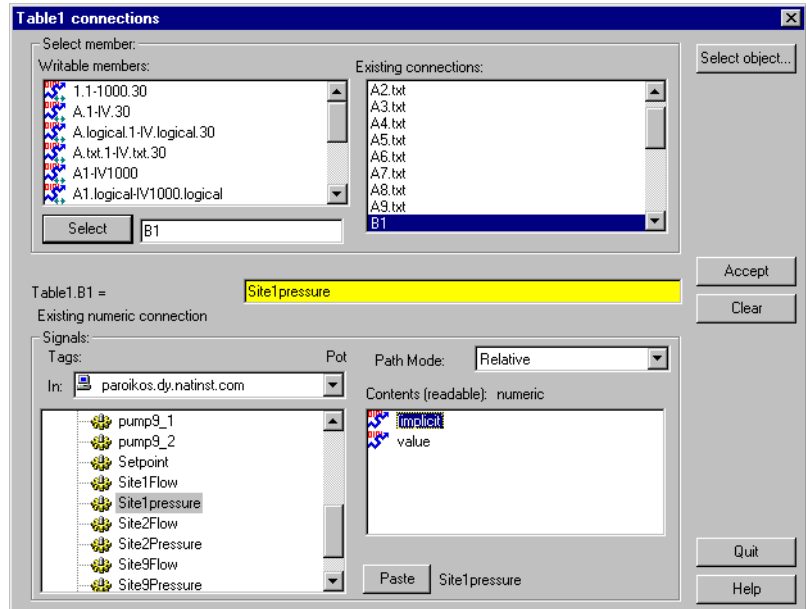 Table1 connections
Select member:
Writable members:
1.1-1000.30
A.1-IV.30
A.logical.1-IV.logical.30
A.txt.1-IV.txt.30
A1-IV1000
A1.logical-IV1000.logical
Select
B1
Existing connections:
A2.txt
A3.txt
A4.txt
A5.txt
A6.txt
A7.txt
A8.txt
A9.txt
B1
Select object...
Table1.B1 =
Site1pressure
Existing numeric connection
Accept
Clear
Signals:
Tags:
Pot
In:
paroikos.dy.natinst.com
pump9_1
pump9_2
Setpoint
Site1Flow
Site1pressure
Site2Flow
Site2Pressure
Site9Flow
Site9Pressure
Path Mode:
Relative
Contents (readable): numeric
implicit
value
Paste
Site1pressure
Quit
Help